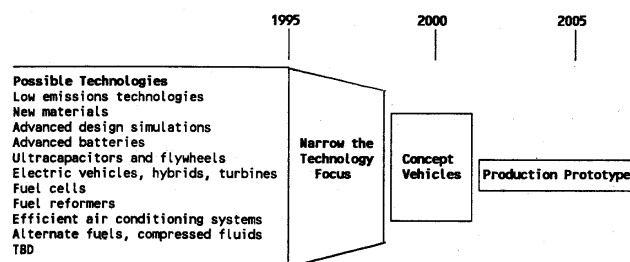 1995 2000 2005
Possible Technologies
Low emissions technologies
New materials
Advanced design simulations
Advanced batteries
Ultracapacitors and flywheels
Electric vehicles, hybrids, turbines
Fuel cells
Fuel reformers
Efficient air conditioning systems
Alternate fuels, compressed fluids
TBD
Narrow the
Technology
Focus
Concept
Vehicles
Production Prototype